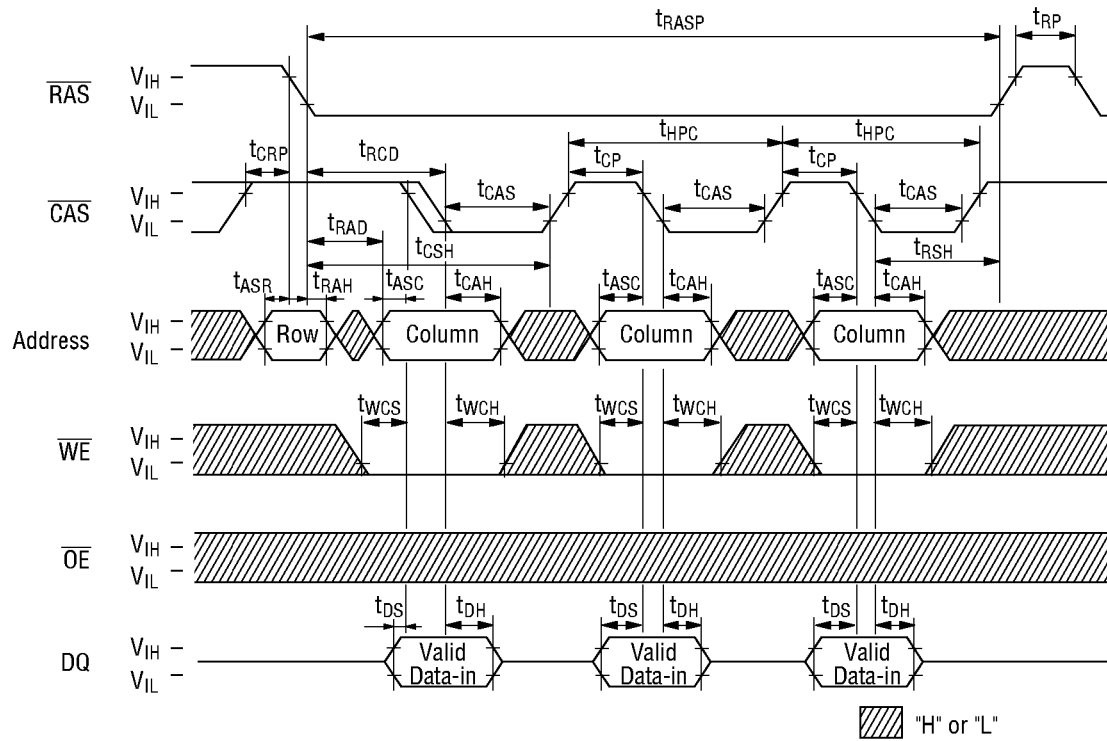 tRASP tRP
RAS VIH
VIL
tHPC tHPC
tCRP tRCD tCP tCP
CAS VIH
VIL
tCAS tCAS tCAS
tRAD tCSH tRSH
tASR tRAH tASC tCAH tASC tCAH tASC tCAH
Address VIH
VIL
Row Column Column Column
tWCS tWCH tWCS tWCH tWCS tWCH
WE VIH
VIL
OE VIH
VIL
tDS tDH tDS tDH tDS tDH
DQ VIH
VIL
Valid Data-in
Valid Data-in
Valid Data-in
"H" or "L"